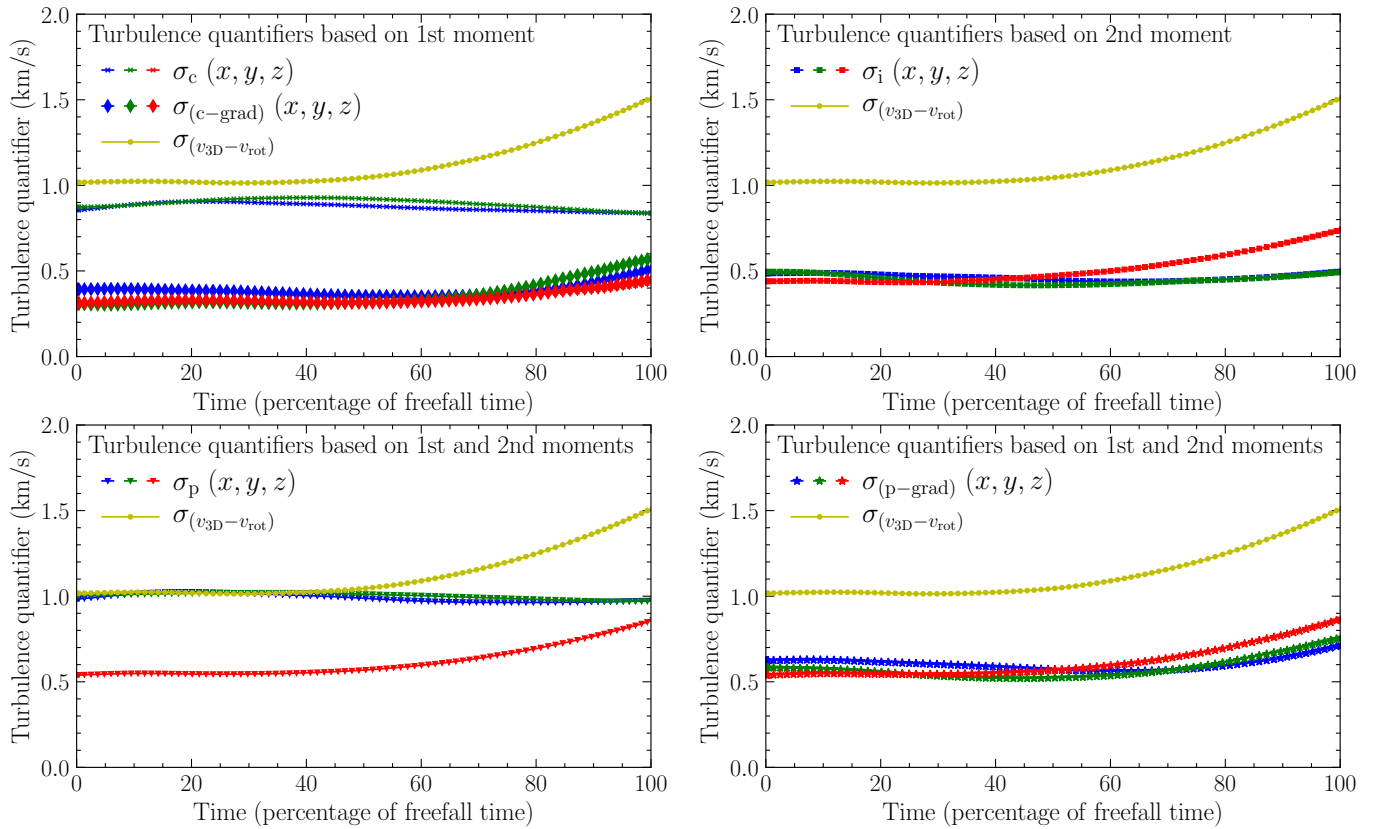 Turbulence quantifiers based on 1st moment
σc (x, y, z)
σ(c−grad) (x, y, z)
σ(v3D−vrot)
Turbulence quantifier (km/s)
2.0
1.5
1.0
0.5
0.0
0 20 40 60 80 100
Time (percentage of freefall time)
Turbulence quantifiers based on 2nd moment
σi (x, y, z)
σ(v3D−vrot)
Turbulence quantifier (km/s)
2.0
1.5
1.0
0.5
0.0
0 20 40 60 80 100
Time (percentage of freefall time)
Turbulence quantifiers based on 1st and 2nd moments
σp (x, y, z)
σ(v3D−vrot)
Turbulence quantifier (km/s)
2.0
1.5
1.0
0.5
0.0
0 20 40 60 80 100
Time (percentage of freefall time)
Turbulence quantifiers based on 1st and 2nd moments
σ(p−grad) (x, y, z)
σ(v3D−vrot)
Turbulence quantifier (km/s)
2.0
1.5
1.0
0.5
0.0
0 20 40 60 80 100
Time (percentage of freefall time)